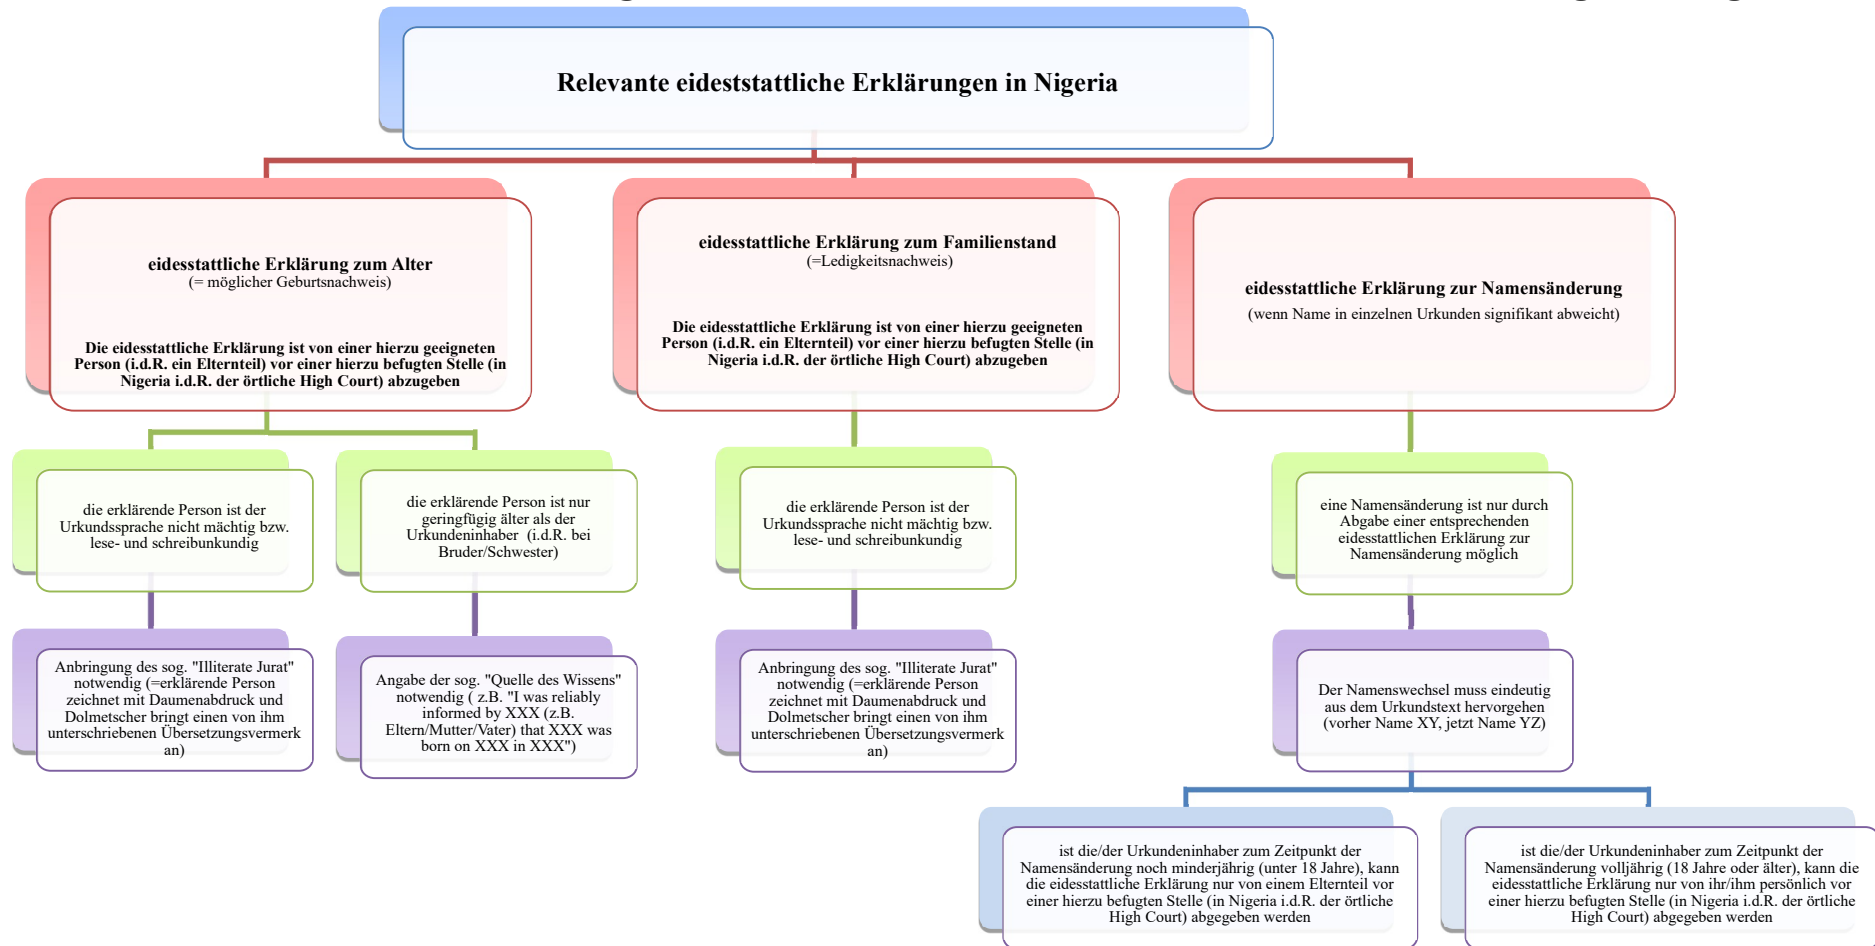 Relevante eideststattliche Erklärungen in Nigeria
eidesstattliche Erklärung zum Alter
(= möglicher Geburtsnachweis)
Die eidesstattliche Erklärung ist von einer hierzu geeigneten
Person (i.d.R. ein Elternteil) vor einer hierzu befugten Stelle (in
Nigeria i.d.R. der örtliche High Court) abzugeben
eidesstattliche Erklärung zum Familienstand
(=Ledigkeitsnachweis)
Die eidesstattliche Erklärung ist von einer hierzu geeigneten
Person (i.d.R. ein Elternteil) vor einer hierzu befugten Stelle (in
Nigeria i.d.R. der örtliche High Court) abzugeben
eidesstattliche Erklärung zur Namensänderung
(wenn Name in einzelnen Urkunden signifikant abweicht)
die erklärende Person ist der
Urkundssprache nicht mächtig bzw.
lese- und schreibunkundig
die erklärende Person ist nur
geringfügig älter als der
Urkundeninhaber (i.d.R. bei
Bruder/Schwester)
die erklärende Person ist der
Urkundssprache nicht mächtig bzw.
lese- und schreibunkundig
eine Namensänderung ist nur durch
Abgabe einer entsprechenden
eidesstattlichen Erklärung zur
Namensänderung möglich
Anbringung des sog. "Illiterate Jurat"
notwendig (=erklärende Person
zeichnet mit Daumenabdruck und
Dolmetscher bringt einen von ihm
unterschriebenen Übersetzungsvermerk
an)
Angabe der sog. "Quelle des Wissens"
notwendig ( z.B. "I was reliably
informed by XXX (z.B.
Eltern/Mutter/Vater) that XXX was
born on XXX in XXX")
Anbringung des sog. "Illiterate Jurat"
notwendig (=erklärende Person
zeichnet mit Daumenabdruck und
Dolmetscher bringt einen von ihm
unterschriebenen Übersetzungsvermerk
an)
Der Namenswechsel muss eindeutig
aus dem Urkundstext hervorgehen
(vorher Name XY, jetzt Name YZ)
ist die/der Urkundeninhaber zum Zeitpunkt der
Namensänderung noch minderjährig (unter 18 Jahre), kann
die eidesstattliche Erklärung nur von einem Elternteil vor
einer hierzu befugten Stelle (in Nigeria i.d.R. der örtliche
High Court) abgegeben werden
ist die/der Urkundeninhaber zum Zeitpunkt der
Namensänderung volljährig (18 Jahre oder älter), kann die
eidesstattliche Erklärung nur von ihr/ihm persönlich vor
einer hierzu befugten Stelle (in Nigeria i.d.R. der örtliche
High Court) abgegeben werden